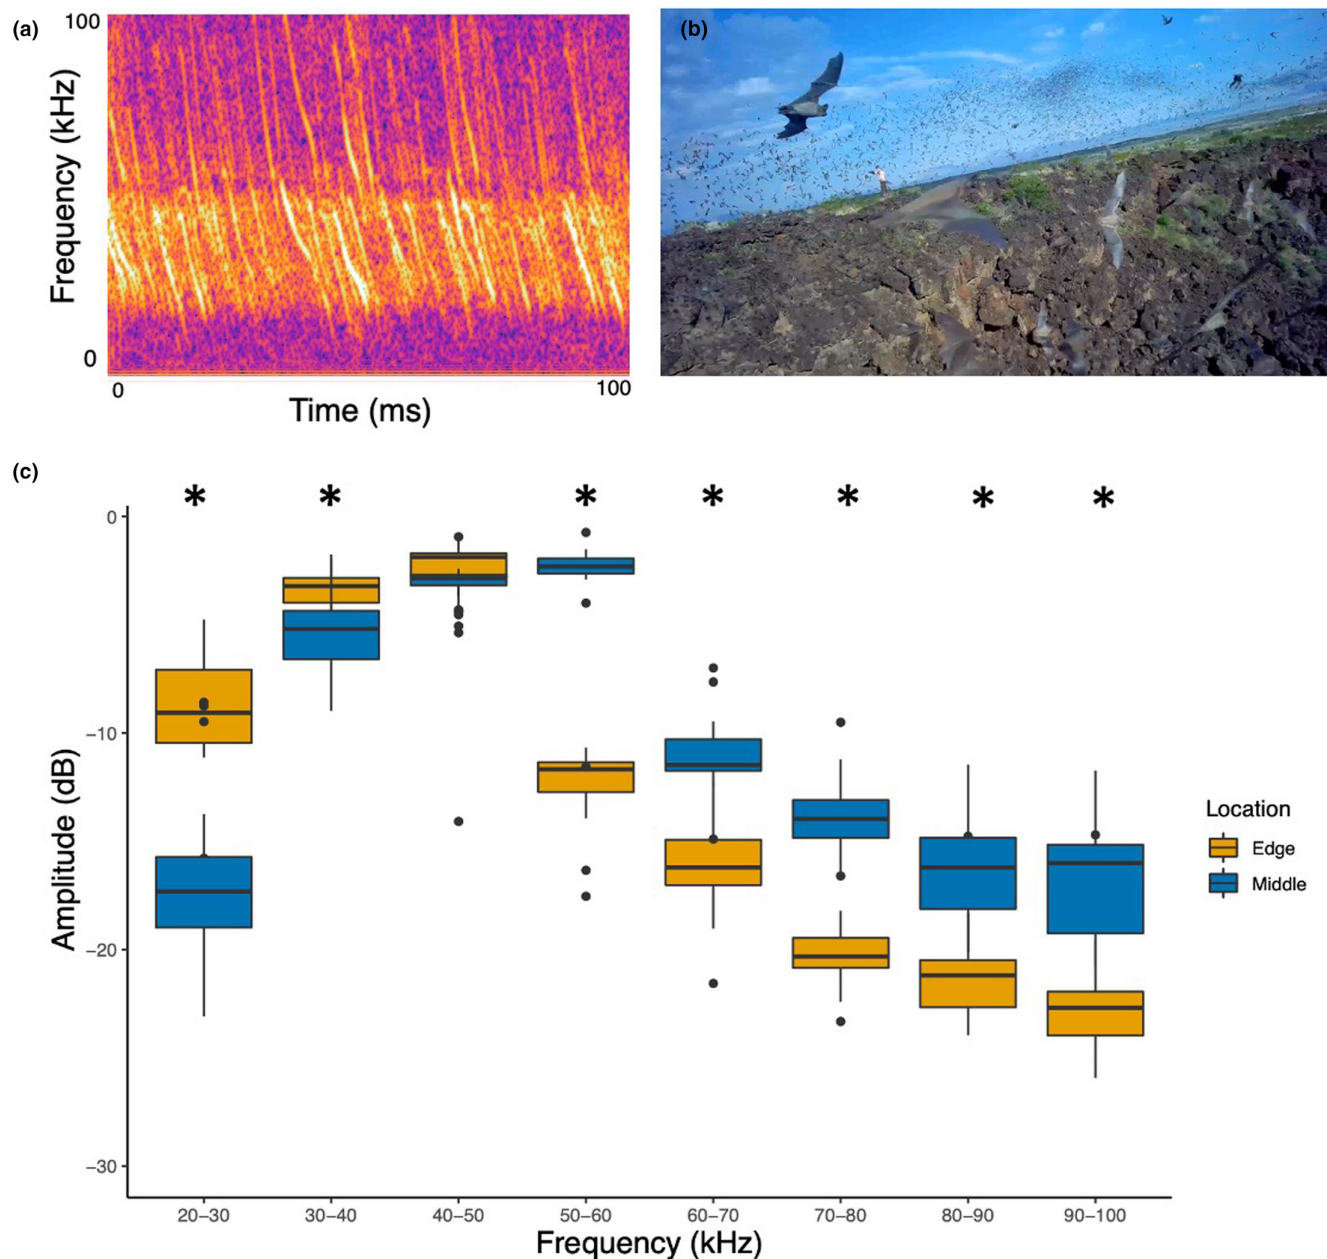 (a)
100
Frequency (kHz)
0
0
100
Time (ms)
(b)
(c)
* * * * * * *
0
−10
−20
−30
Amplitude (dB)
20−30 30−40 40−50 50−60 60−70 70−80 80−90 90−100
Frequency (kHz)
Location
Edge
Middle